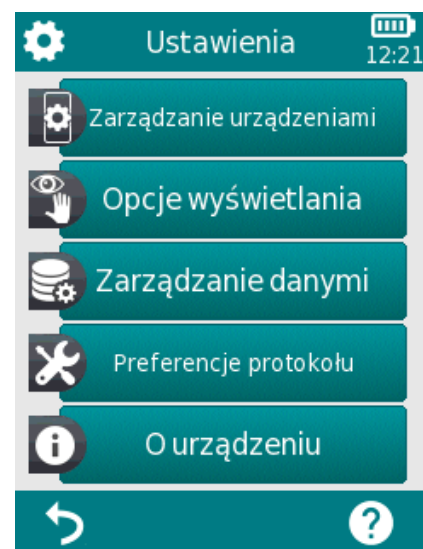 Ustawienia
12:21
Zarządzanie urządzeniami
Opcje wyświetlania
Zarządzanie danymi
Preferencje protokołu
O urządzeniu